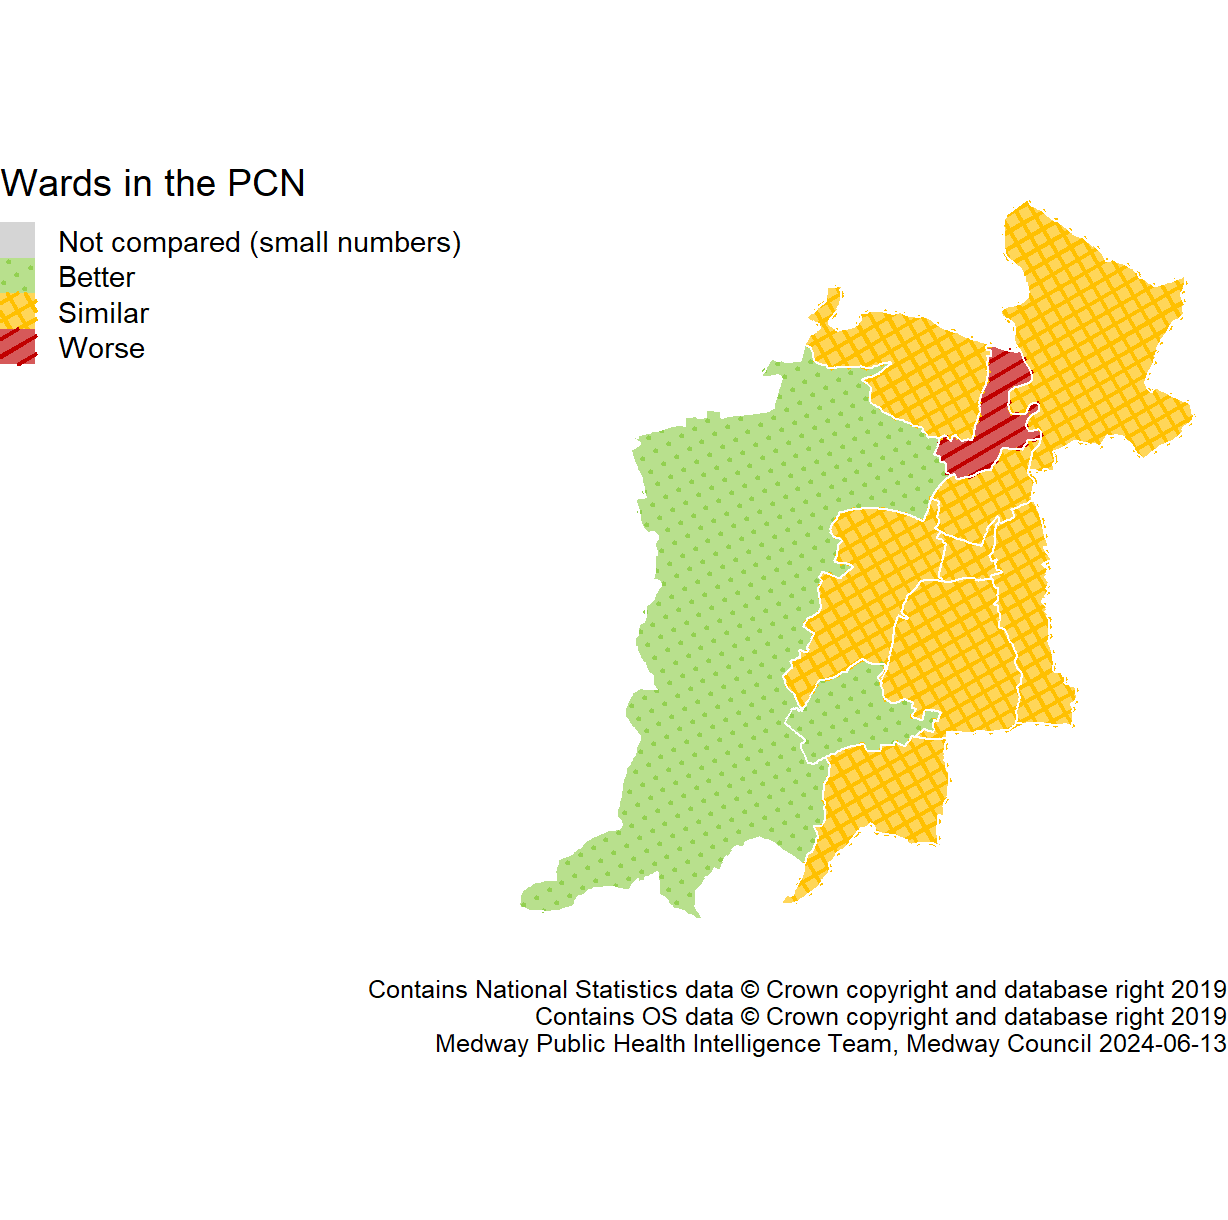 Wards in the PCN
Not compared (small numbers)
Better
Similar
Worse
Contains National Statistics data © Crown copyright and database right 2019
Contains OS data © Crown copyright and database right 2019
Medway Public Health Intelligence Team, Medway Council 2024-06-13